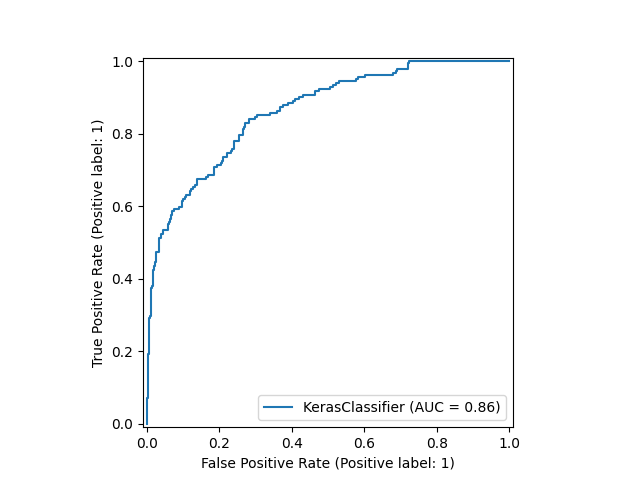 1.0
0.8
0.6
0.4
0.2
0.0
True Positive Rate (Positive label: 1)
KerasClassifier (AUC = 0.86)
0.0 0.2 0.4 0.6 0.8 1.0
False Positive Rate (Positive label: 1)